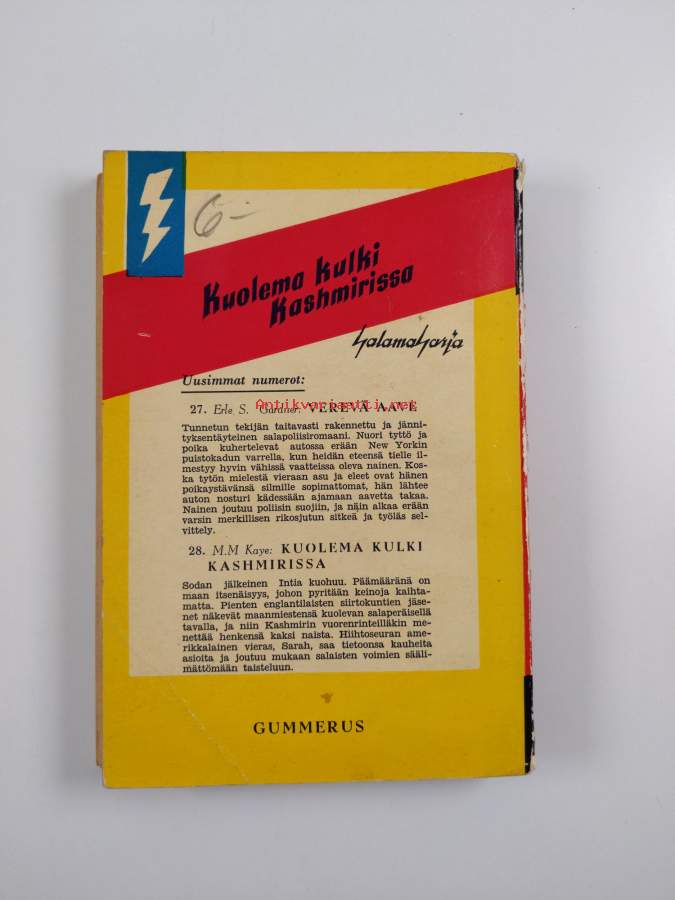 6-
Kuolema kulki
Kashmirissa
Salamasarja
Uusimmat numerot:
Antikvariaatti.net
27. Erle S. Gardner: VEREVÄ AAVE
Tunnetun tekijän taitavasti rakennettu ja jänni-
tyksentäyteinen salapoliisiromaani. Nuori tyttö ja
poika kuhertelevat autossa erään New Yorkin
puistokadun varrella, kun heidän eteensä tielle il-
mestyy hyvin vähissä vaatteissa oleva nainen. Kos-
ka tytön mielestä vieraan asu ja eleet ovat hänen
poikaystävänsä silmille sopimattomat, hän lähtee
auton nosturi kädessään ajamaan aavetta takaa.
Nainen joutuu poliisin suojiin, ja näin alkaa erään
varsin merkillisen rikosjutun sitkeä ja työläs sel-
vittely.
28. M.M Kaye: KUOLEMA KULKI
KASHMIRISSA
Sodan jälkeinen Intia kuohuu. Päämääränä on
maan itsenäisyys, johon pyritään keinoja kaihta-
matta. Pienten englantilaisten siirtokuntien jäse-
net näkevät maanmiestensä kuolevan salaperäisellä
tavalla, ja niin Kashmirin vuorenrinteilläkin me-
nettää henkensä kaksi naista. Hiihtoseuran ame-
rikkalainen vieras, Sarah, saa tietoonsa kauheita
asioita ja joutuu mukaan salaisten voimien sääli-
mättömään taisteluun.
GUMMERUS